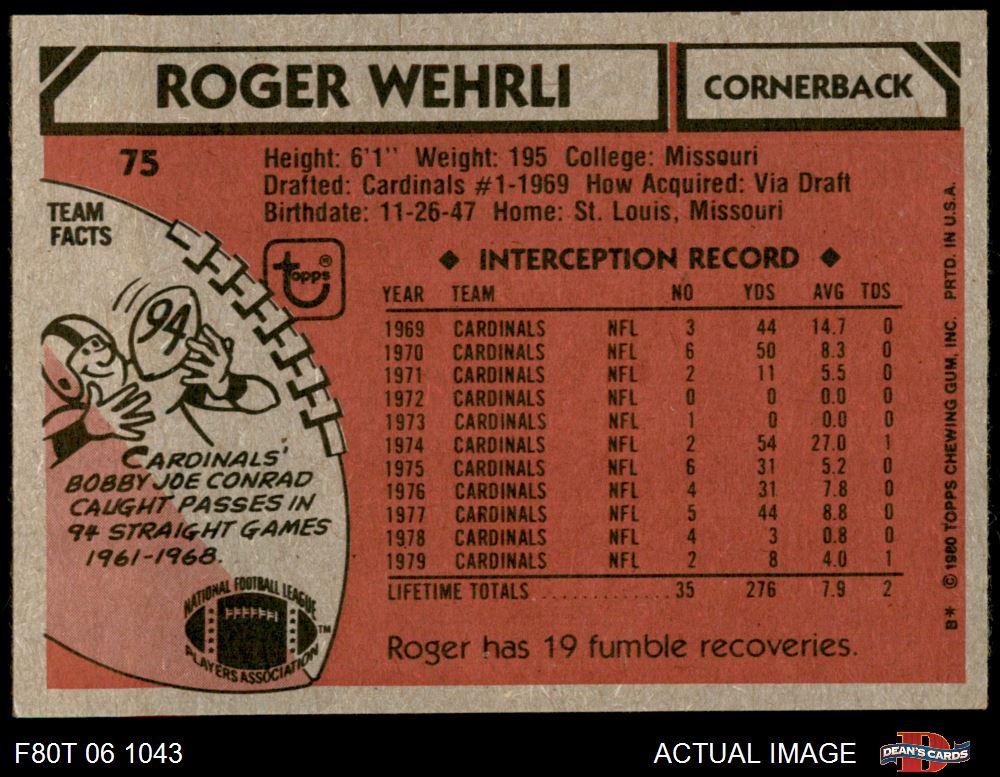 ROGER WEHRLI
CORNERBACK
75
Height: 6'1" Weight: 195 College: Missouri
Drafted: Cardinals #1-1969 How Acquired: Via Draft
Birthdate: 11-26-47 Home: St. Louis, Missouri
TEAM
FACTS
94
CARDINALS'
BOBBY JOE CONRAD
CAUGHT PASSES IN
94 STRAIGHT GAMES
1961-1968.
NATIONAL FOOTBALL LEAGUE
PLAYERS ASSOCIATION
TM
topps®
◆ INTERCEPTION RECORD ◆
YEAR TEAM NO YDS AVG TDS
1969 CARDINALS NFL 3 44 14.7 0
1970 CARDINALS NFL 6 50 8.3 0
1971 CARDINALS NFL 2 11 5.5 0
1972 CARDINALS NFL 0 0 0.0 0
1973 CARDINALS NFL 1 0 0.0 0
1974 CARDINALS NFL 2 54 27.0 1
1975 CARDINALS NFL 6 31 5.2 0
1976 CARDINALS NFL 4 31 7.8 0
1977 CARDINALS NFL 5 44 8.8 0
1978 CARDINALS NFL 4 3 0.8 0
1979 CARDINALS NFL 2 8 4.0 1
LIFETIME TOTALS . . . . . . . . . . . . . 35 276 7.9 2
Roger has 19 fumble recoveries.
B* © 1980 TOPPS CHEWING GUM, INC. PRTD. IN U.S.A.
F80T 06 1043
ACTUAL IMAGE
D
DEAN'S CARDS